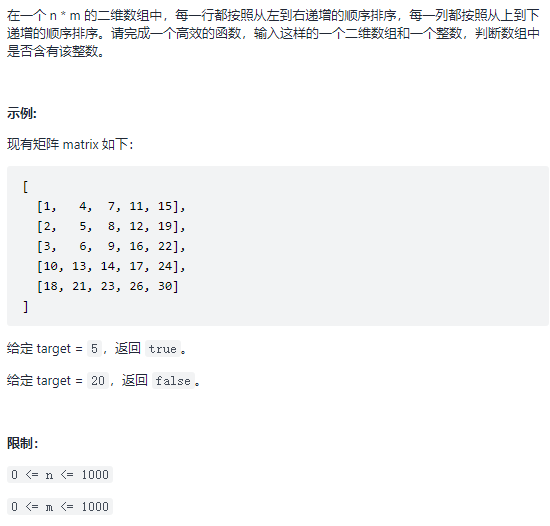 在一个 n * m 的二维数组中，每一行都按照从左到右递增的顺序排序，每一列都按照从上到下
递增的顺序排序。请完成一个高效的函数，输入这样的一个二维数组和一个整数，判断数组中
是否含有该整数。
示例:
现有矩阵 matrix 如下：
[
[1, 4, 7, 11, 15],
[2, 5, 8, 12, 19],
[3, 6, 9, 16, 22],
[10, 13, 14, 17, 24],
[18, 21, 23, 26, 30]
]
给定 target = 5，返回 true。
给定 target = 20，返回 false。
限制：
0 <= n <= 1000
0 <= m <= 1000